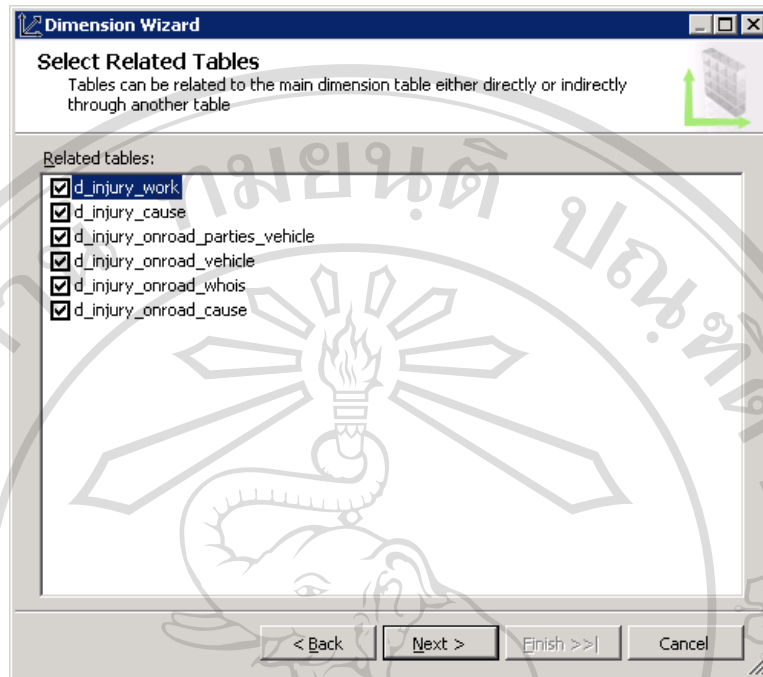 Dimension Wizard
Select Related Tables
Tables can be related to the main dimension table either directly or indirectly
through another table
Related tables:
d_injury_work
d_injury_cause
d_injury_onroad_parties_vehicle
d_injury_onroad_vehicle
d_injury_onroad_whois
d_injury_onroad_cause
< Back
Next >
Finish >>|
Cancel